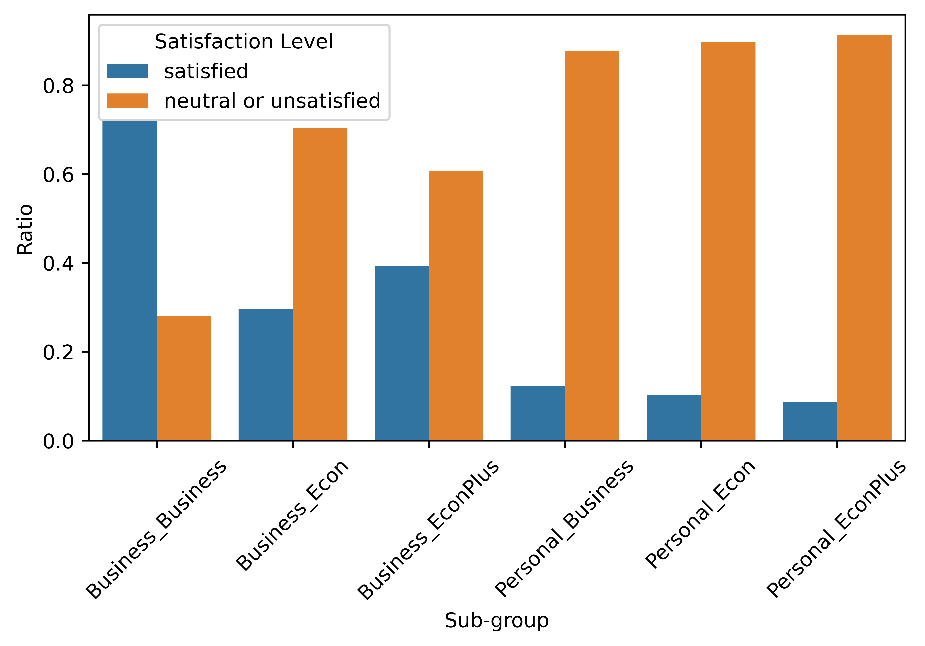 Satisfaction Level
satisfied
neutral or unsatisfied
0.8
0.6
0.4
0.2
0.0
Ratio
Business_Business
Business_Econ
Business_EconPlus
Personal_Business
Personal_Econ
Personal_EconPlus
Sub-group